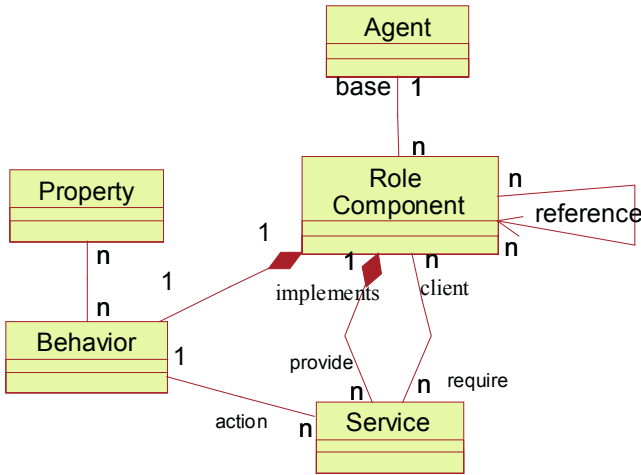 Agent
base 1
n
Role
Component
n
reference
n
Property
1
1
n
implements
client
n
1
n
Behavior
1
provide
n
n
require
action
n
Service